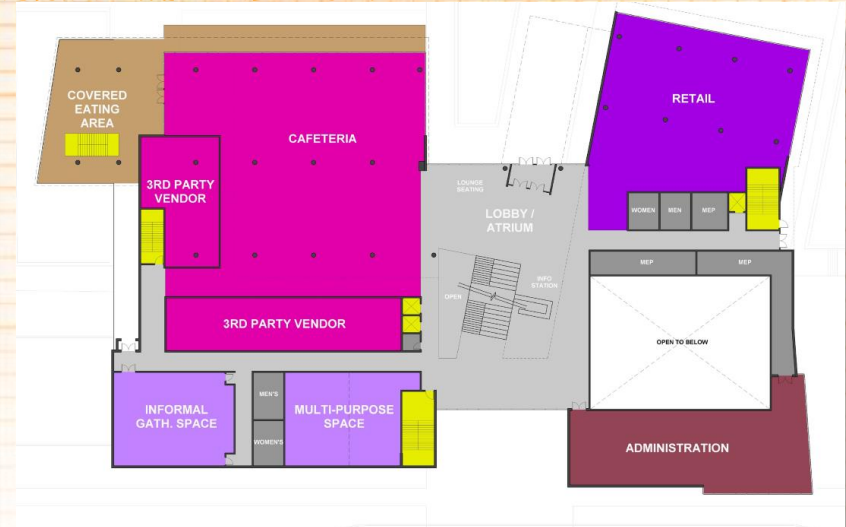 COVERED
EATING
AREA
CAFETERIA
RETAIL
3RD PARTY
VENDOR
LOUNGE
SEATING
LOBBY /
ATRIUM
WOMEN
MEN
MEP
MEP
MEP
INFO
STATION
OPEN
3RD PARTY VENDOR
OPEN TO BELOW
MEN'S
INFORMAL
GATH. SPACE
MULTI-PURPOSE
SPACE
WOMEN'S
ADMINISTRATION